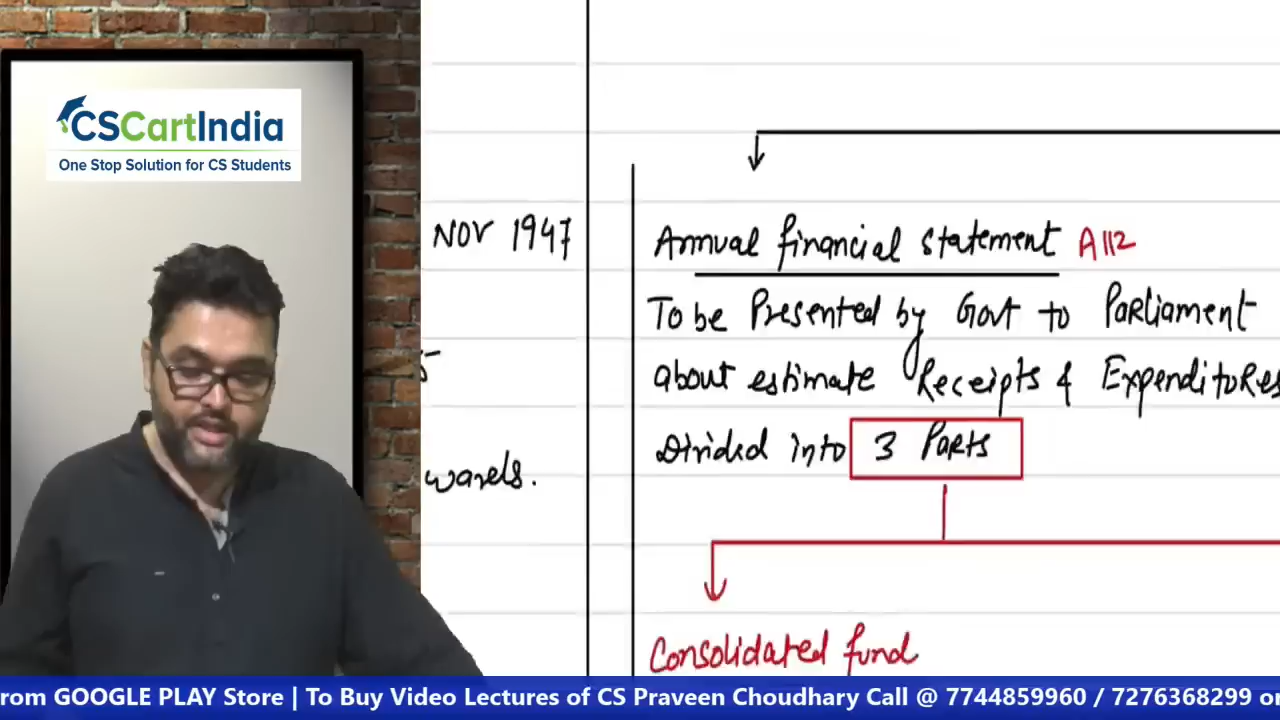 CSCartIndia
One Stop Solution for CS Students
NOV 1947
wards.
Annual financial statement A112
To be Presented by Govt to Parliament
about estimate Receipts & Expenditures
Divided into 3 Parts
Consolidated fund
rom GOOGLE PLAY Store | To Buy Video Lectures of CS Praveen Choudhary Call @ 7744859960 / 7276368299 or